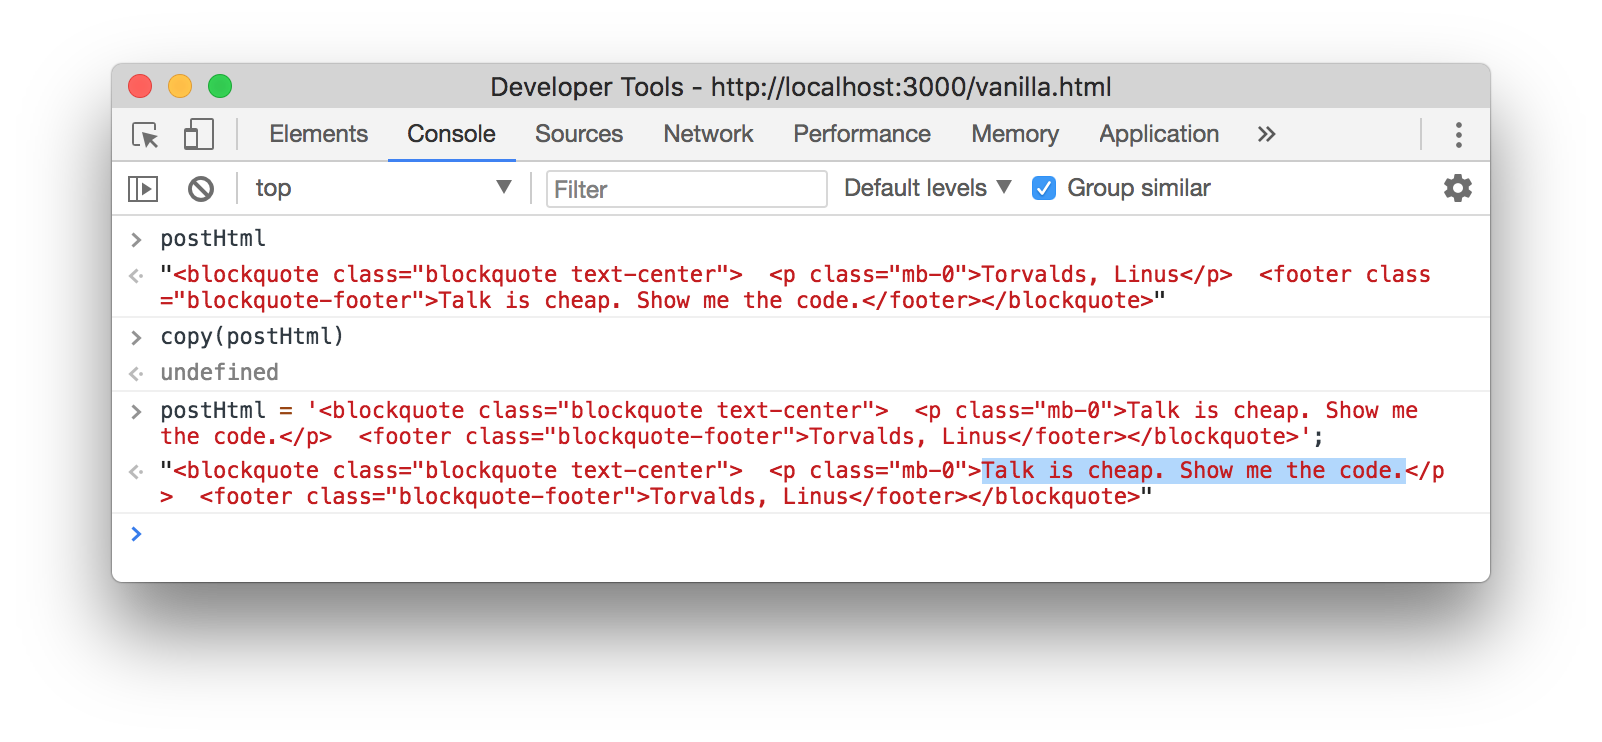 Developer Tools - http://localhost:3000/vanilla.html
Elements Console Sources Network Performance Memory Application »
top ▼ Filter Default levels ▼ Group similar
> postHtml
"<blockquote class="blockquote text-center">  <p class="mb-0">Torvalds, Linus</p>  <footer class
="blockquote-footer">Talk is cheap. Show me the code.</footer></blockquote>"
> copy(postHtml)
undefined
> postHtml = '<blockquote class="blockquote text-center">  <p class="mb-0">Talk is cheap. Show me
the code.</p>  <footer class="blockquote-footer">Torvalds, Linus</footer></blockquote>';
"<blockquote class="blockquote text-center">  <p class="mb-0">Talk is cheap. Show me the code.</p
>  <footer class="blockquote-footer">Torvalds, Linus</footer></blockquote>"
>